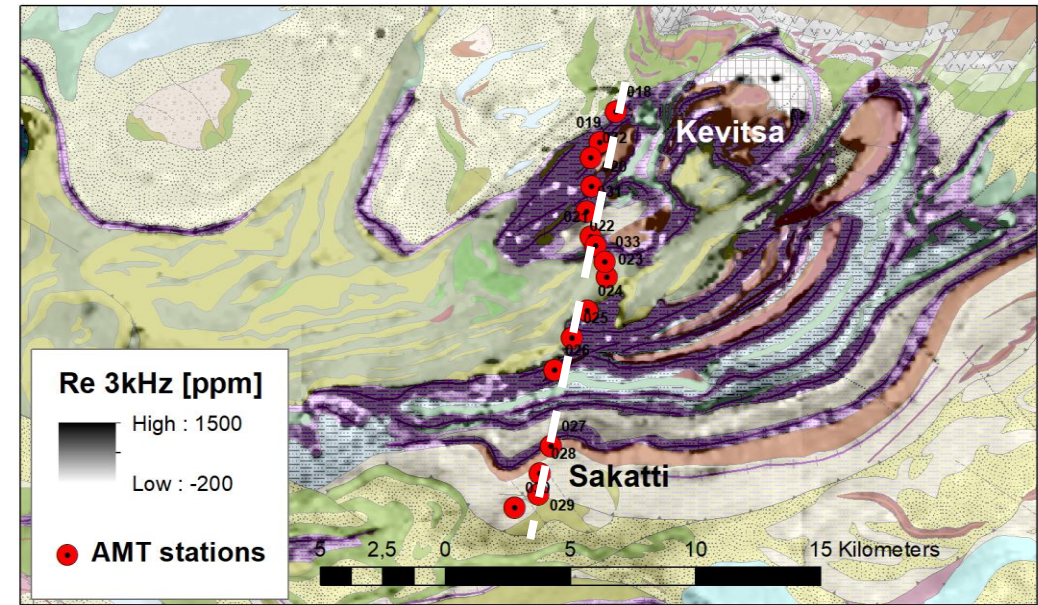 018
019
Kevitsa
021
022
033
023
024
025
026
027
028
Sakatti
029
Re 3kHz [ppm]
High : 1500
Low : -200
AMT stations
5 2,5 0 5 10 15 Kilometers